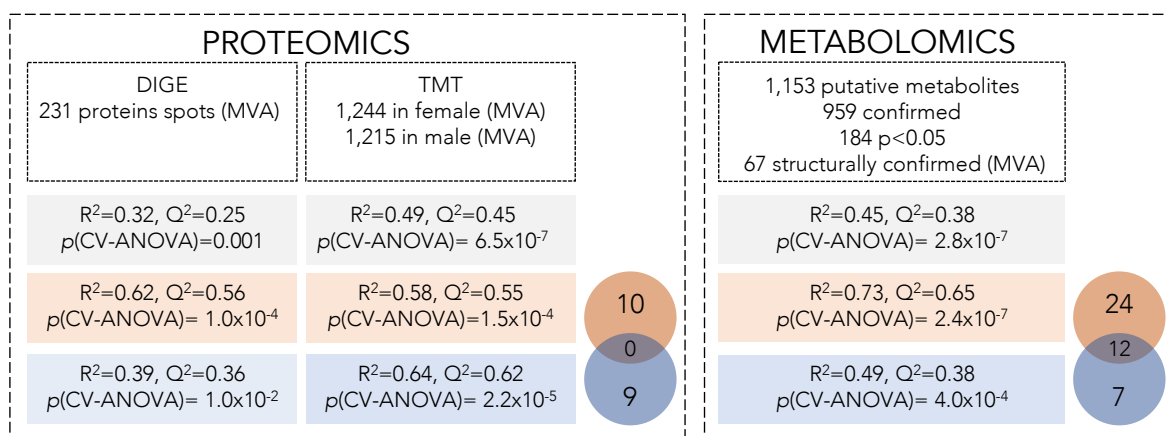 PROTEOMICS
DIGE
231 proteins spots (MVA)
TMT
1,244 in female (MVA)
1,215 in male (MVA)
R²=0.32, Q²=0.25
p(CV-ANOVA)=0.001
R²=0.49, Q²=0.45
p(CV-ANOVA)= 6.5x10⁻⁷
R²=0.62, Q²=0.56
p(CV-ANOVA)= 1.0x10⁻⁴
R²=0.58, Q²=0.55
p(CV-ANOVA)=1.5x10⁻⁴
10
0
R²=0.39, Q²=0.36
p(CV-ANOVA)= 1.0x10⁻²
R²=0.64, Q²=0.62
p(CV-ANOVA)= 2.2x10⁻⁵
9
METABOLOMICS
1,153 putative metabolites
959 confirmed
184 p<0.05
67 structurally confirmed (MVA)
R²=0.45, Q²=0.38
p(CV-ANOVA)= 2.8x10⁻⁷
R²=0.73, Q²=0.65
p(CV-ANOVA)= 2.4x10⁻⁷
24
12
R²=0.49, Q²=0.38
p(CV-ANOVA)= 4.0x10⁻⁴
7